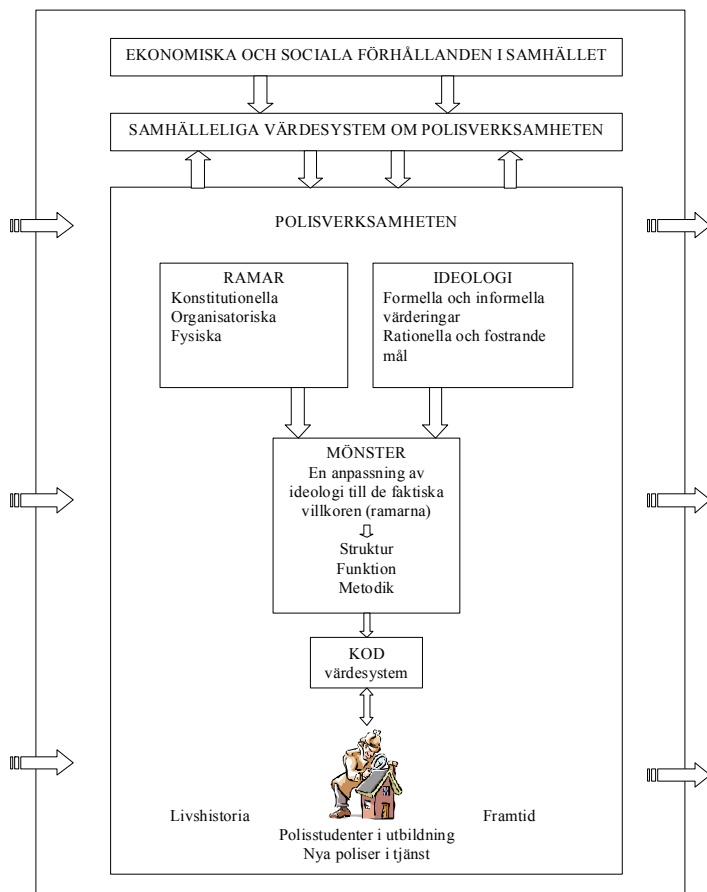 EKONOMISKA OCH SOCIALA FÖRHÅLLANDEN I SAMHÄLLET
SAMHÄLLELIGA VÄRDESYSTEM OM POLISVERKSAMHETEN
POLISVERKSAMHETEN
RAMAR
Konstitutionella
Organisatoriska
Fysiska
IDEOLOGI
Formella och informella
värderingar
Rationella och fostrande
mål
MÖNSTER
En anpassning av
ideologi till de faktiska
villkoren (ramarna)
Struktur
Funktion
Metodik
KOD
värdesystem
Livshistoria
Framtid
Polisstudenter i utbildning
Nya poliser i tjänst